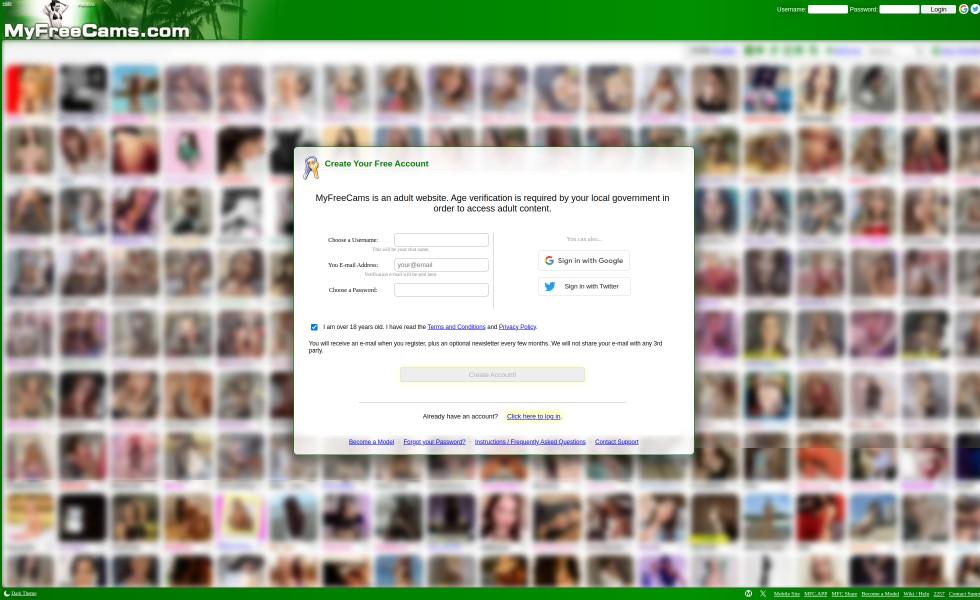 MyFreeCams.com
Username:
Password:
Login
Create Your Free Account
MyFreeCams is an adult website. Age verification is required by your local government in
order to access adult content.
Choose a Username:
This will be your chat name.
You E-mail Address:
your@email
Verification e-mail will be sent here.
Choose a Password:
You can also...
Sign in with Google
Sign in with Twitter
I am over 18 years old. I have read the Terms and Conditions and Privacy Policy.
You will receive an e-mail when you register, plus an optional newsletter every few months. We will not share your e-mail with any 3rd
party.
Create Account!
Already have an account? Click here to log in.
Become a Model - Forgot your Password? - Instructions / Frequently Asked Questions - Contact Support
Dark Theme
Mobile Site MFC.APP MFC Share Become a Model Wiki / Help 2257 Contact